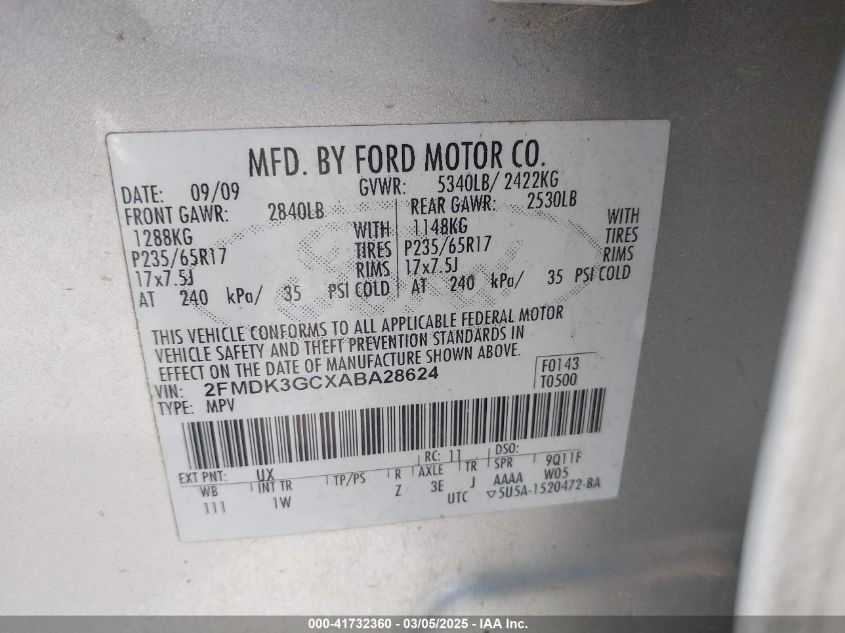 MFD. BY FORD MOTOR CO.
DATE: 09/09 GVWR: 5340LB/ 2422KG
FRONT GAWR: 2840LB REAR GAWR: 2530LB
1288KG WITH 1148KG WITH
P235/65R17 TIRES P235/65R17 TIRES
17x7.5J RIMS 17x7.5J RIMS
AT 240 kPa/ 35 PSI COLD AT 240 kPa/ 35 PSI COLD
THIS VEHICLE CONFORMS TO ALL APPLICABLE FEDERAL MOTOR
VEHICLE SAFETY AND THEFT PREVENTION STANDARDS IN
EFFECT ON THE DATE OF MANUFACTURE SHOWN ABOVE.
VIN: 2FMDK3GCXABA28624 F0143
TYPE: MPV T0500
EXT PNT: UX RC: 11 DSO:
WB INT TR TP/PS R AXLE TR SPR 9Q11F
111 1W Z 3E J AAAA W05
UTC ▽5U5A-1520472-BA
000-41732360 - 03/05/2025 - IAA Inc.